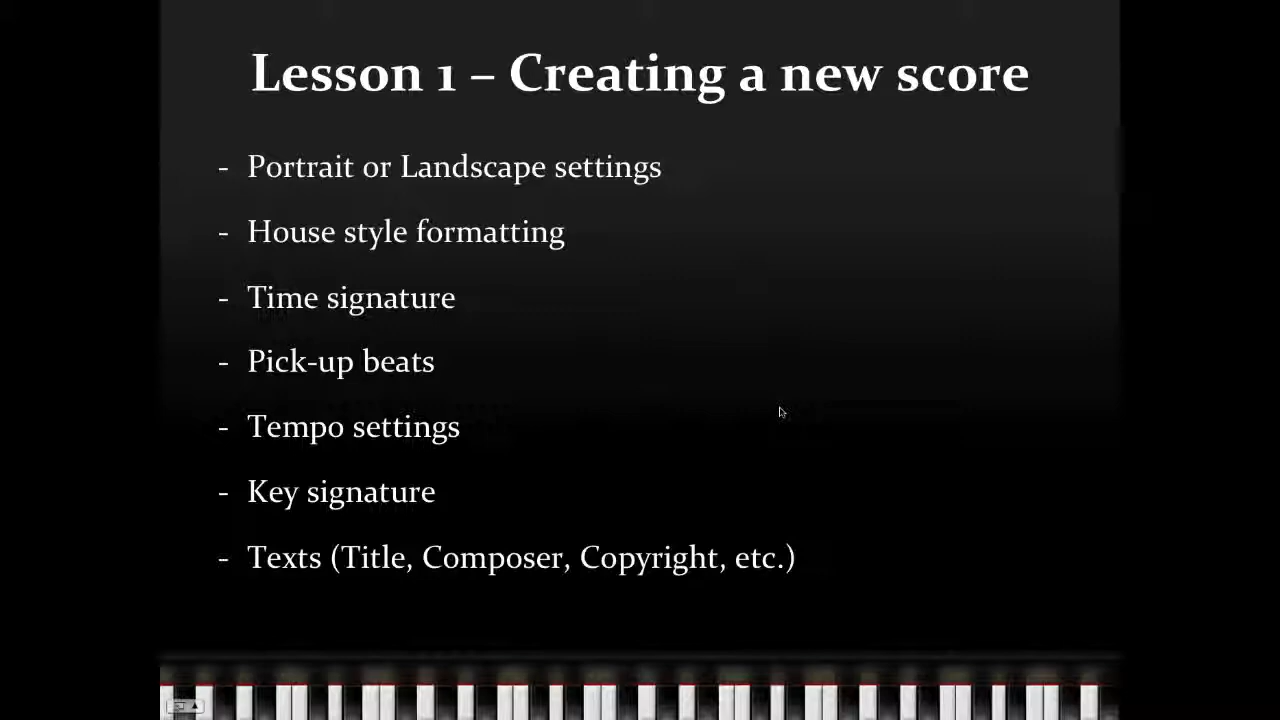 Lesson 1 – Creating a new score
- Portrait or Landscape settings
- House style formatting
- Time signature
- Pick-up beats
- Tempo settings
- Key signature
- Texts (Title, Composer, Copyright, etc.)